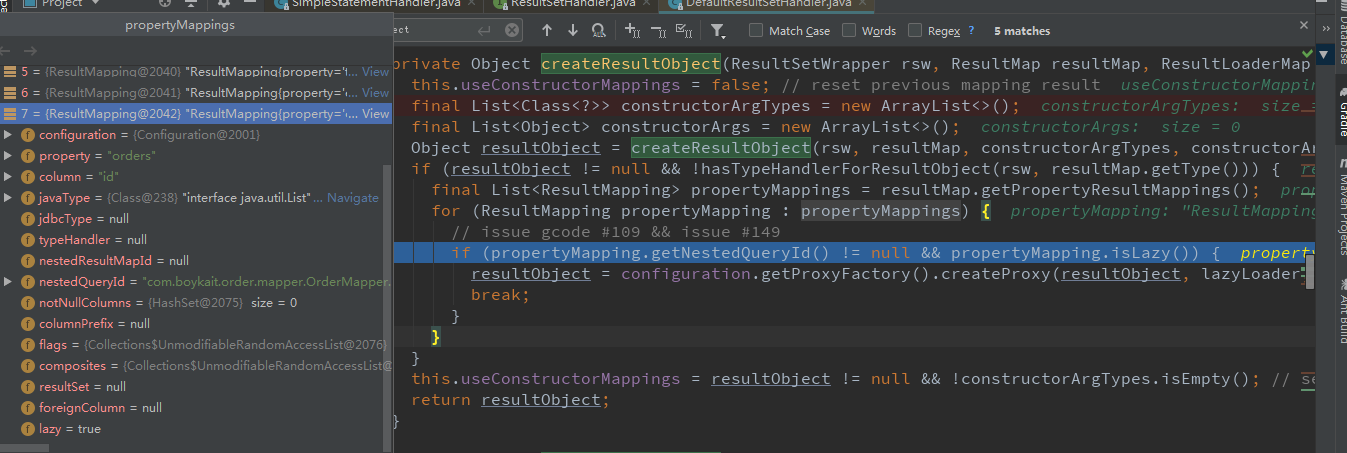 Project
SimpleStatementHandler.java
ResultSetHandler.java
DefaultResultSetHandler.java
propertyMappings
Match Case
Words
Regex
?
5 matches
5 = {ResultMapping@2040} "ResultMapping{property='t... View
6 = {ResultMapping@2041} "ResultMapping{property='... View
7 = {ResultMapping@2042} "ResultMapping{property='... View
configuration = {Configuration@2001}
property = "orders"
column = "id"
javaType = {Class@238} "interface java.util.List" ... Navigate
jdbcType = null
typeHandler = null
nestedResultMapId = null
nestedQueryId = "com.boykait.order.mapper.OrderMapper.
notNullColumns = {HashSet@2075} size = 0
columnPrefix = null
flags = {Collections$UnmodifiableRandomAccessList@2076}
composites = {Collections$UnmodifiableRandomAccessList@
resultSet = null
foreignColumn = null
lazy = true
private Object createResultObject(ResultSetWrapper rsw, ResultMap resultMap, ResultLoaderMap
this.useConstructorMappings = false; // reset previous mapping result useConstructorMappin
final List<Class<?>> constructorArgTypes = new ArrayList<>(); constructorArgTypes: size =
final List<Object> constructorArgs = new ArrayList<>(); constructorArgs: size = 0
Object resultObject = createResultObject(rsw, resultMap, constructorArgTypes, constructorAr
if (resultObject != null && !hasTypeHandlerForResultObject(rsw, resultMap.getType())) { re
final List<ResultMapping> propertyMappings = resultMap.getPropertyResultMappings(); prop
for (ResultMapping propertyMapping : propertyMappings) { propertyMapping: "ResultMapping
// issue gcode #109 && issue #149
if (propertyMapping.getNestedQueryId() != null && propertyMapping.isLazy()) { property
resultObject = configuration.getProxyFactory().createProxy(resultObject, lazyLoader
break;
}
}
}
this.useConstructorMappings = resultObject != null && !constructorArgTypes.isEmpty(); // se
return resultObject;
}
Database
Gradle
Maven Projects
Ant Build